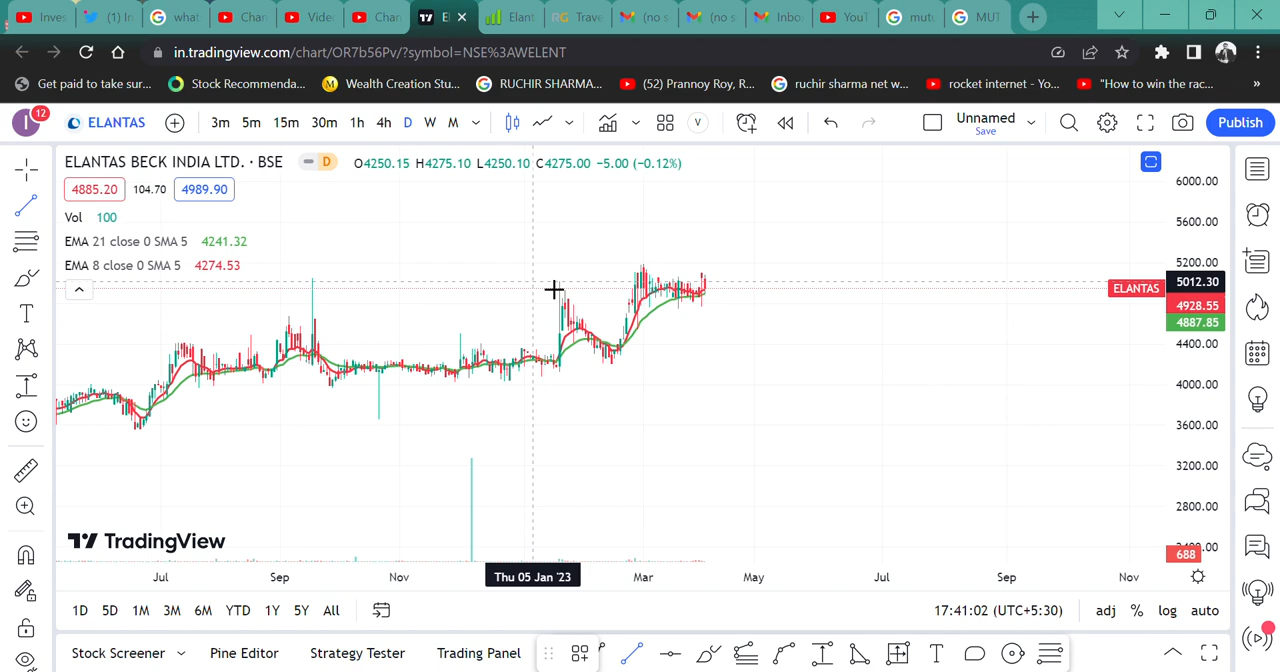 Inves
(1) In
what
Chan
Vide
Chan
El
Elant
Trave
(no s
(no s
Inbo
YouT
mutu
MUT
in.tradingview.com/chart/OR7b56Pv/?symbol=NSE%3AWELENT
Get paid to take sur...
Stock Recommenda...
Wealth Creation Stu...
RUCHIR SHARMA...
(52) Prannoy Roy, R...
ruchir sharma net w...
rocket internet - Yo...
"How to win the rac...
»
I 12 ELANTAS 3m 5m 15m 30m 1h 4h D W M V Unnamed Save Publish
ELANTAS BECK INDIA LTD. · BSE D O4250.15 H4275.10 L4250.10 C4275.00 −5.00 (−0.12%)
4885.20 104.70 4989.90
Vol 100
EMA 21 close 0 SMA 5 4241.32
EMA 8 close 0 SMA 5 4274.53
6000.00
5600.00
5200.00
5012.30
ELANTAS
4928.55
4887.85
4400.00
4000.00
3600.00
3200.00
2800.00
688
TradingView
Jul Sep Nov Thu 05 Jan '23 Mar May Jul Sep Nov
1D 5D 1M 3M 6M YTD 1Y 5Y All 17:41:02 (UTC+5:30) adj % log auto
Stock Screener Pine Editor Strategy Tester Trading Panel